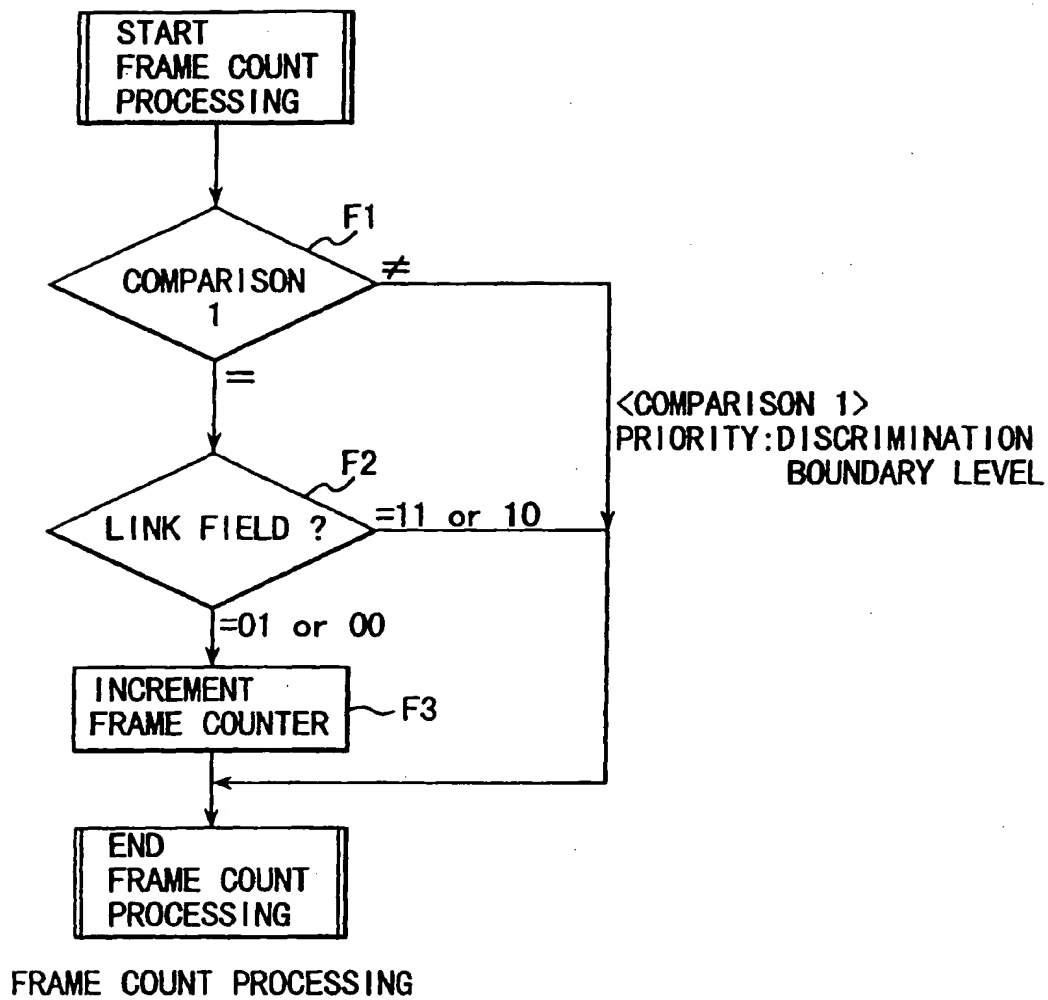 START
FRAME COUNT
PROCESSING
F1
COMPARISON
1
≠
=
<COMPARISON 1>
PRIORITY:DISCRIMINATION
BOUNDARY LEVEL
F2
LINK FIELD ?
=11 or 10
=01 or 00
INCREMENT
FRAME COUNTER
F3
END
FRAME COUNT
PROCESSING
FRAME COUNT PROCESSING